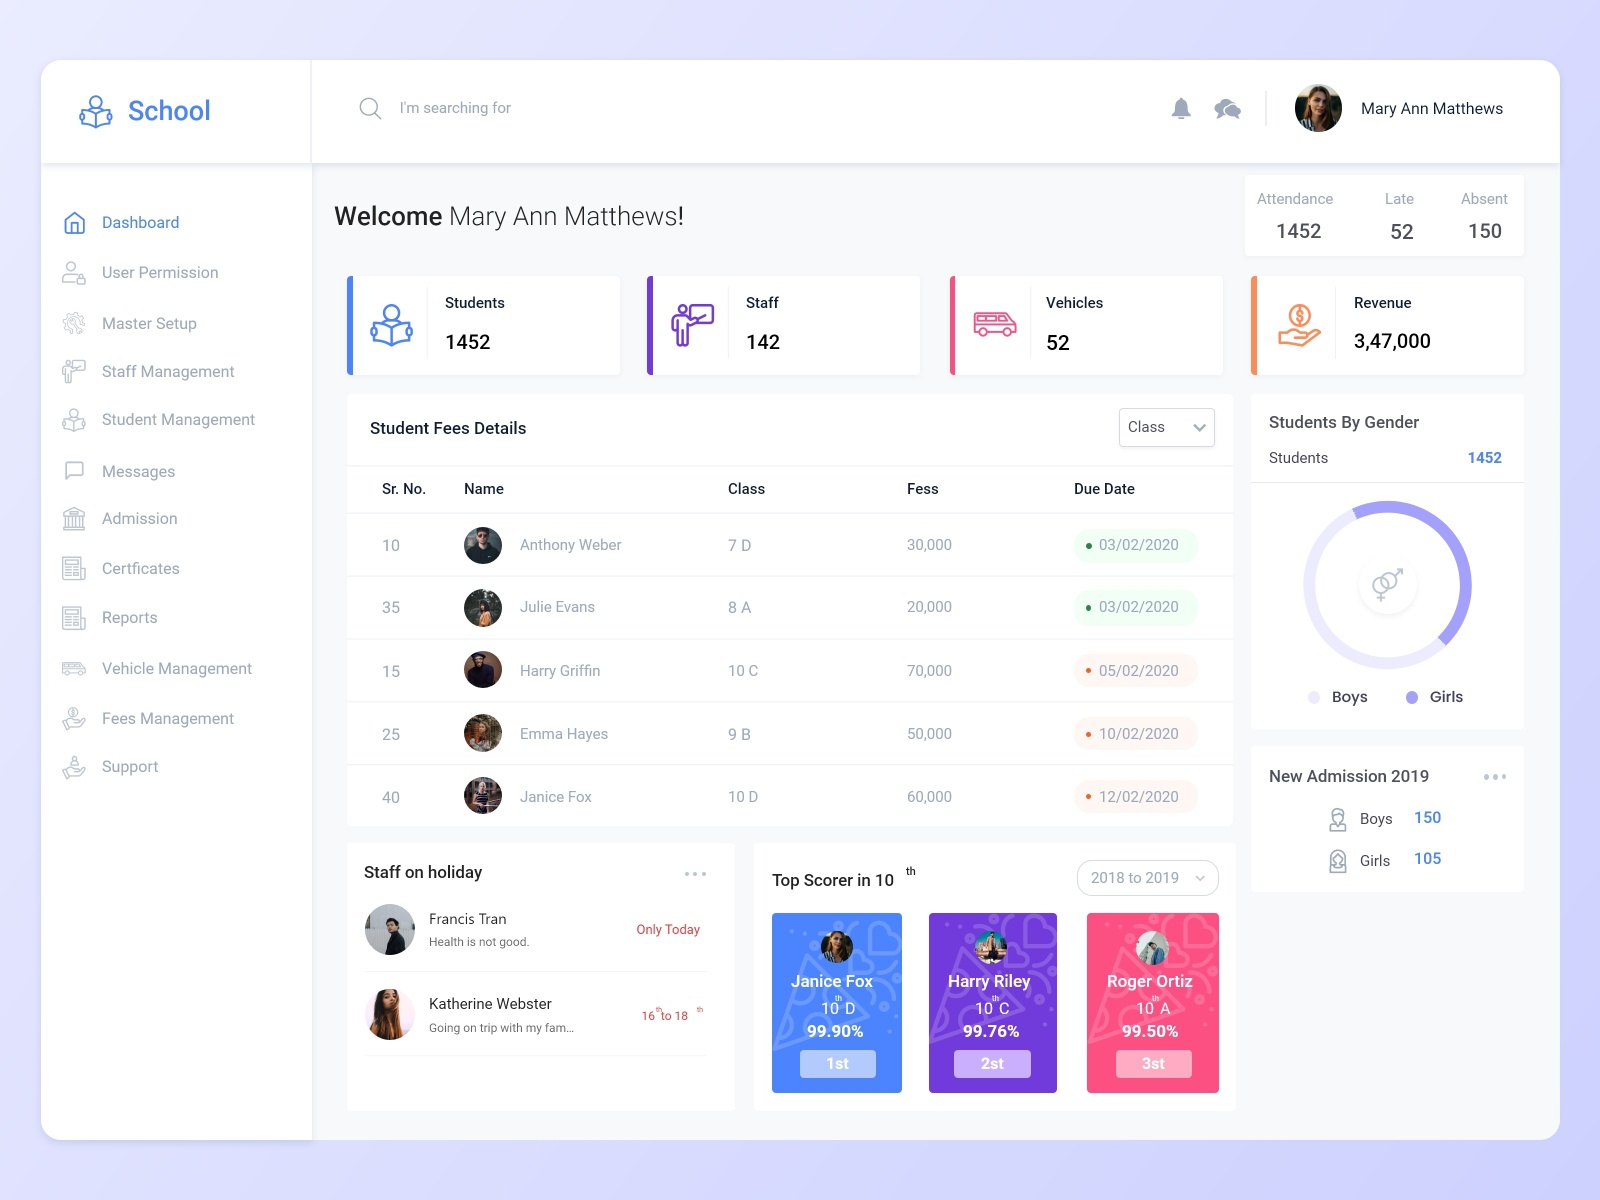 School
I'm searching for
Mary Ann Matthews
Dashboard
User Permission
Master Setup
Staff Management
Student Management
Messages
Admission
Certficates
Reports
Vehicle Management
Fees Management
Support
Welcome Mary Ann Matthews!
Attendance Late Absent
1452 52 150
Students
1452
Staff
142
Vehicles
52
Revenue
3,47,000
Student Fees Details
Class
Sr. No. Name Class Fess Due Date
10 Anthony Weber 7 D 30,000 03/02/2020
35 Julie Evans 8 A 20,000 03/02/2020
15 Harry Griffin 10 C 70,000 05/02/2020
25 Emma Hayes 9 B 50,000 10/02/2020
40 Janice Fox 10 D 60,000 12/02/2020
Students By Gender
Students 1452
Boys Girls
New Admission 2019
Boys 150
Girls 105
Staff on holiday
Francis Tran
Health is not good.
Only Today
Katherine Webster
Going on trip with my fam...
16th to 18 th
Top Scorer in 10 th
2018 to 2019
Janice Fox
10th D
99.90%
1st
Harry Riley
10th C
99.76%
2st
Roger Ortiz
10th A
99.50%
3st